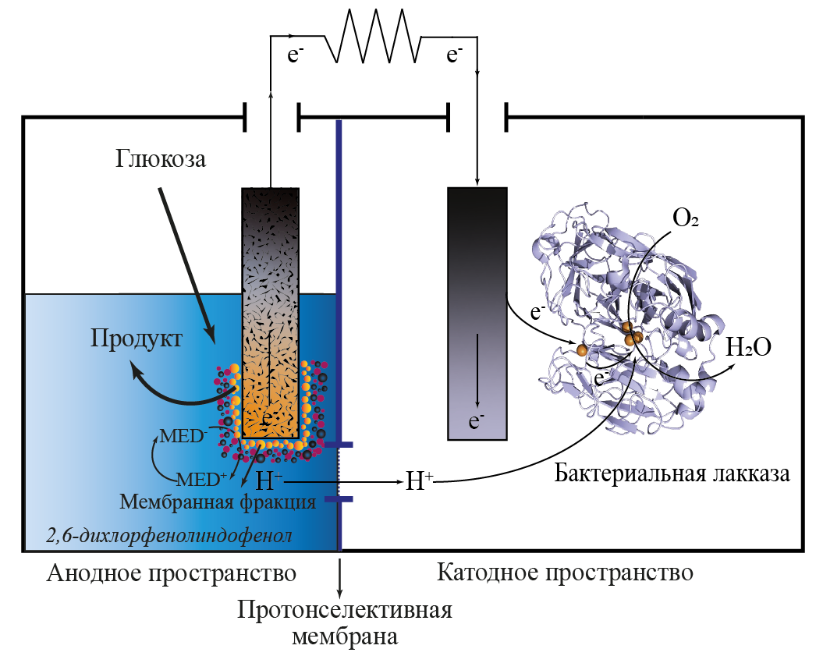 e-
e-
Глюкоза
O₂
Продукт
e-
H₂O
e-
e-
e-
MED-
MED+
H+
H+
Бактериальная лакказа
Мембранная фракция
2,6-дихлорфенолиндофенол
Анодное пространство
Катодное пространство
Протонселективная
мембрана